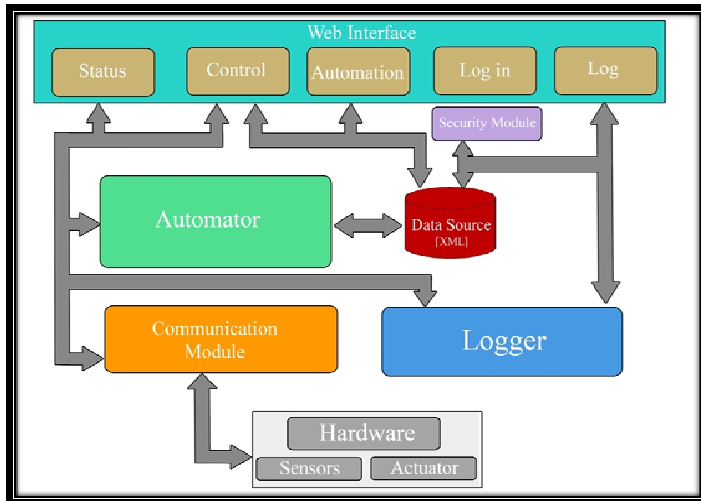 Web Interface
Status
Control
Automation
Log in
Log
Security Module
Automator
Data Source
[XML]
Communication
Module
Logger
Hardware
Sensors
Actuator